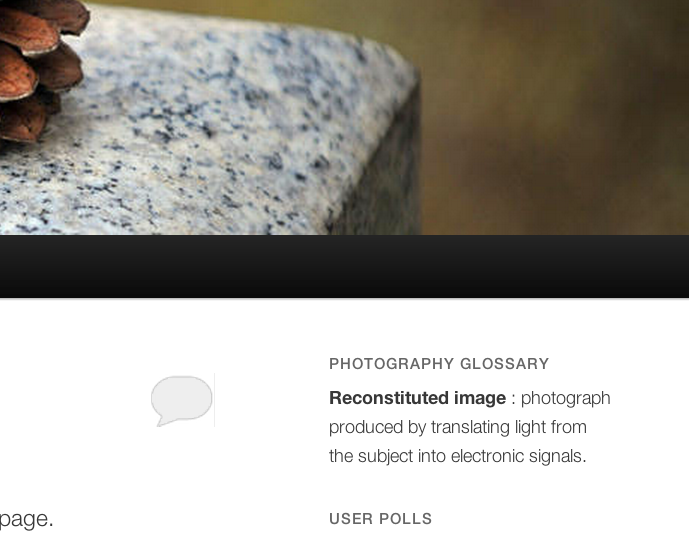 PHOTOGRAPHY GLOSSARY
Reconstituted image : photograph
produced by translating light from
the subject into electronic signals.
page.
USER POLLS